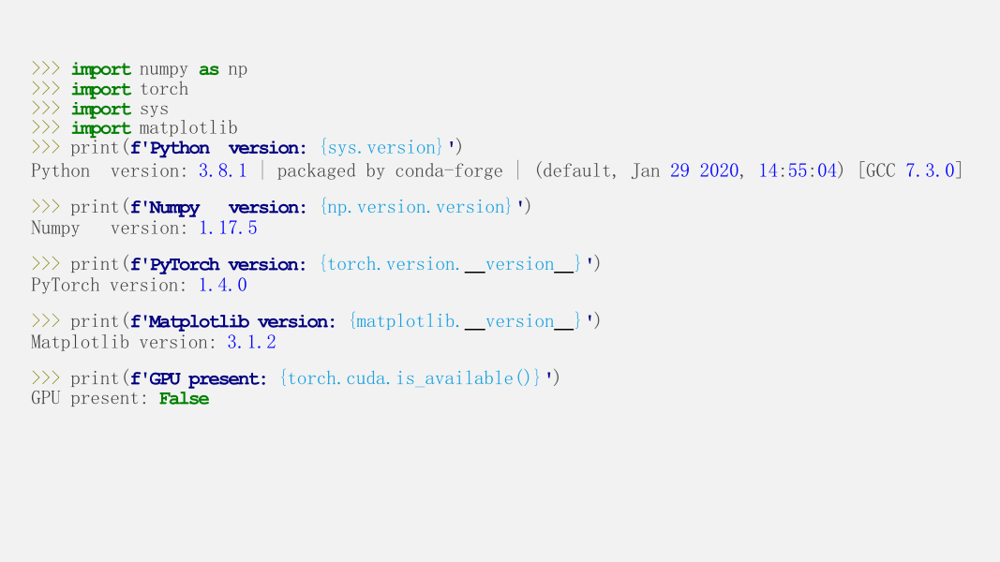 >>> import numpy as np
>>> import torch
>>> import sys
>>> import matplotlib
>>> print(f'Python  version: {sys.version}')
Python  version: 3.8.1 | packaged by conda-forge | (default, Jan 29 2020, 14:55:04) [GCC 7.3.0]
>>> print(f'Numpy   version: {np.version.version}')
Numpy   version: 1.17.5
>>> print(f'PyTorch version: {torch.version.__version__}')
PyTorch version: 1.4.0
>>> print(f'Matplotlib version: {matplotlib.__version__}')
Matplotlib version: 3.1.2
>>> print(f'GPU present: {torch.cuda.is_available()}')
GPU present: False